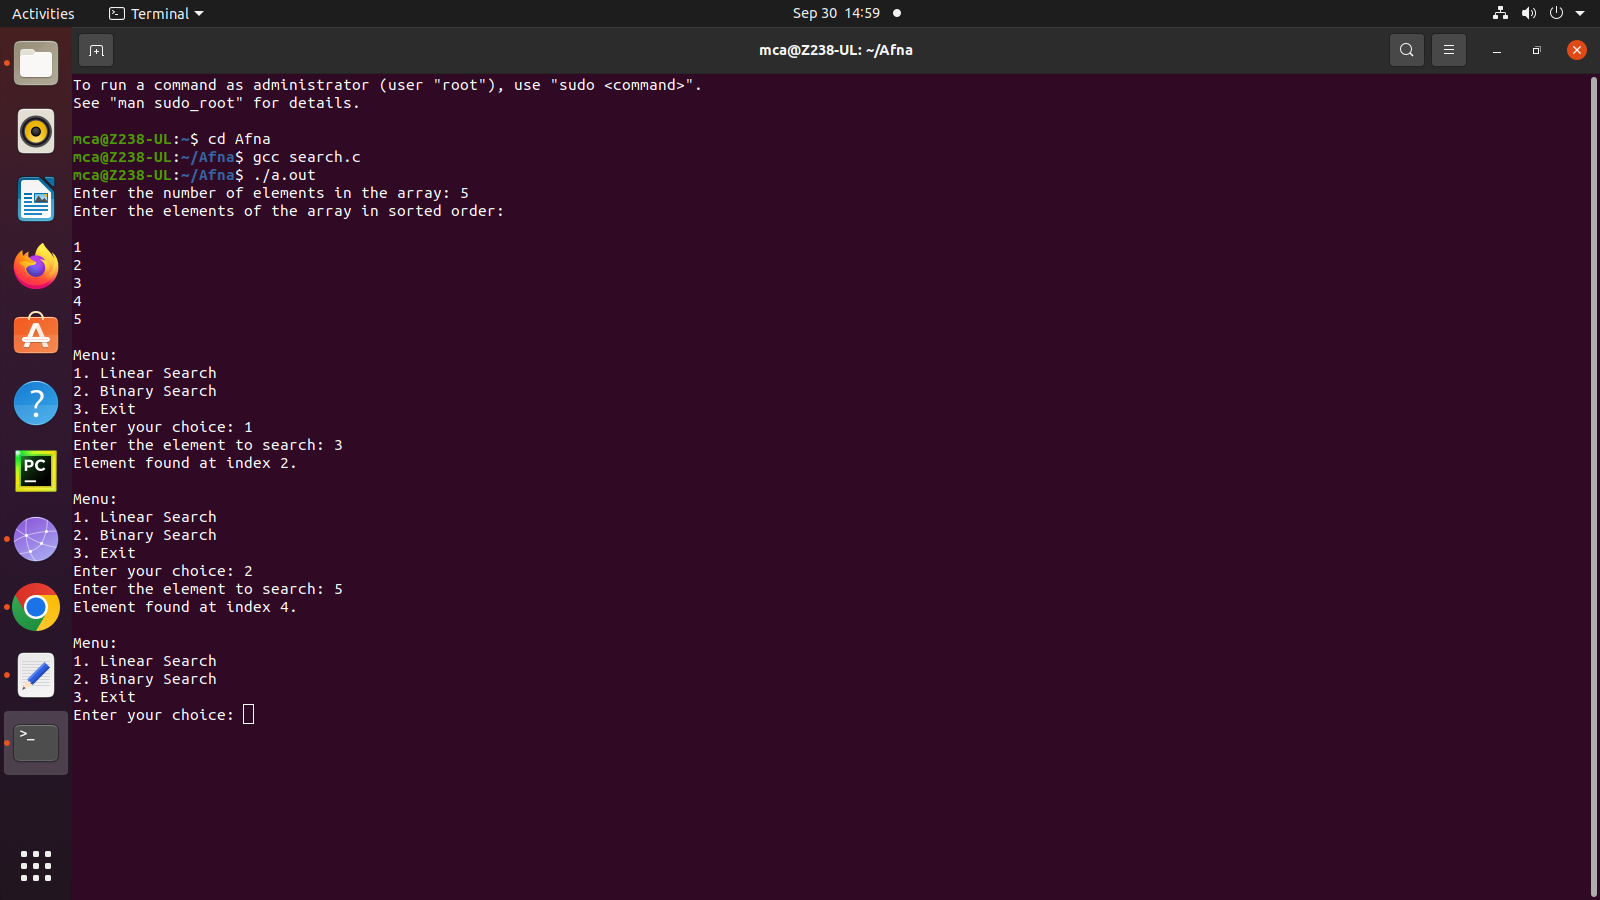 Activities Terminal Sep 30 14:59
mca@Z238-UL: ~/Afna
To run a command as administrator (user "root"), use "sudo <command>".
See "man sudo_root" for details.
mca@Z238-UL:~$ cd Afna
mca@Z238-UL:~/Afna$ gcc search.c
mca@Z238-UL:~/Afna$ ./a.out
Enter the number of elements in the array: 5
Enter the elements of the array in sorted order:
1
2
3
4
5
Menu:
1. Linear Search
2. Binary Search
3. Exit
Enter your choice: 1
Enter the element to search: 3
Element found at index 2.
Menu:
1. Linear Search
2. Binary Search
3. Exit
Enter your choice: 2
Enter the element to search: 5
Element found at index 4.
Menu:
1. Linear Search
2. Binary Search
3. Exit
Enter your choice:
?
PC
>_